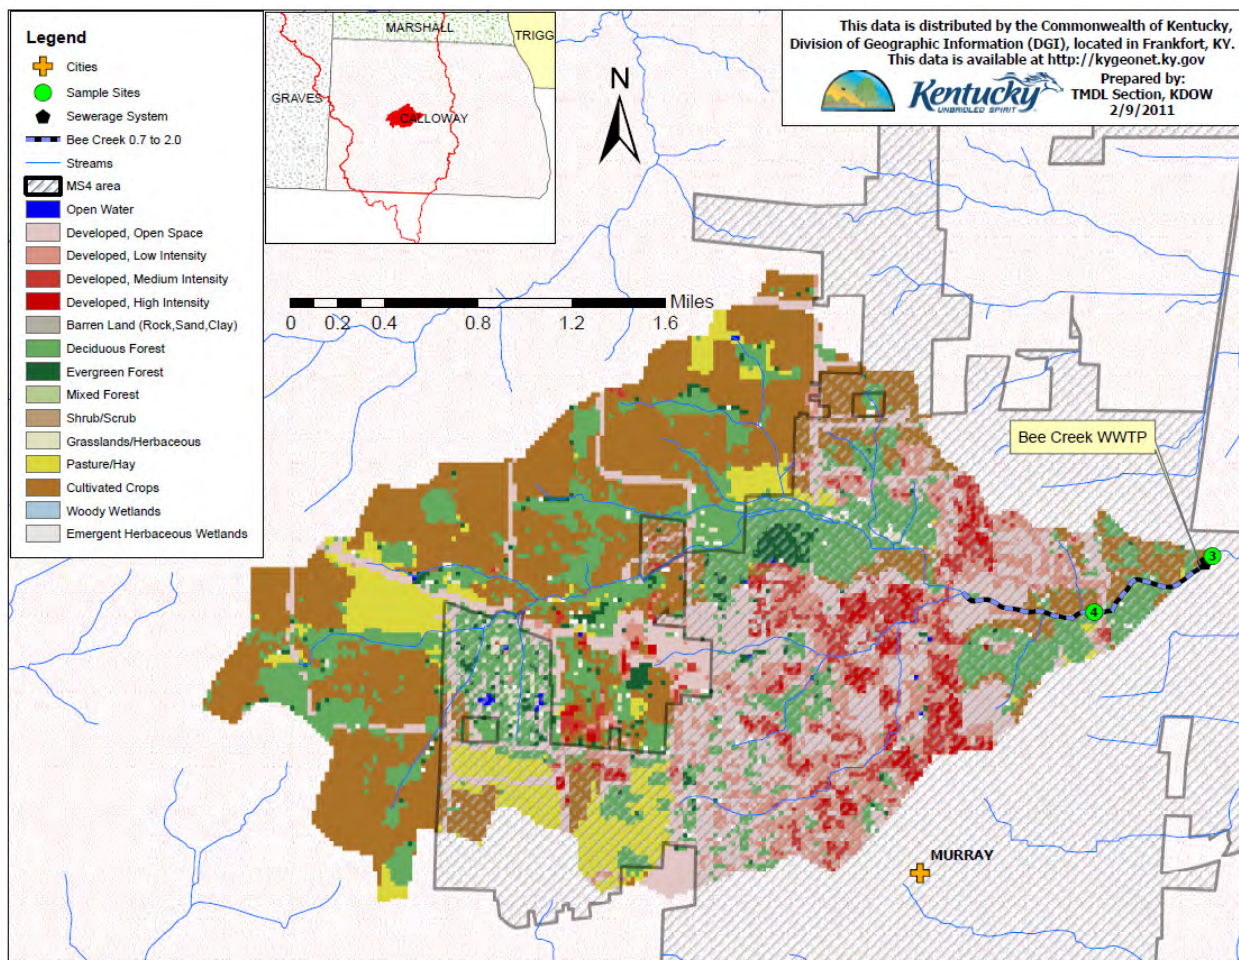 Legend
Cities
Sample Sites
Sewerage System
Bee Creek 0.7 to 2.0
Streams
MS4 area
Open Water
Developed, Open Space
Developed, Low Intensity
Developed, Medium Intensity
Developed, High Intensity
Barren Land (Rock,Sand,Clay)
Deciduous Forest
Evergreen Forest
Mixed Forest
Shrub/Scrub
Grasslands/Herbaceous
Pasture/Hay
Cultivated Crops
Woody Wetlands
Emergent Herbaceous Wetlands
MARSHALL
TRIGG
GRAVES
CALLOWAY
N
This data is distributed by the Commonwealth of Kentucky,
Division of Geographic Information (DGI), located in Frankfort, KY.
This data is available at http://kygeonet.ky.gov
Kentucky
UNBRIDLED SPIRIT
Prepared by:
TMDL Section, KDOW
2/9/2011
Miles
0 0.2 0.4 0.8 1.2 1.6
Bee Creek WWTP
3
4
MURRAY